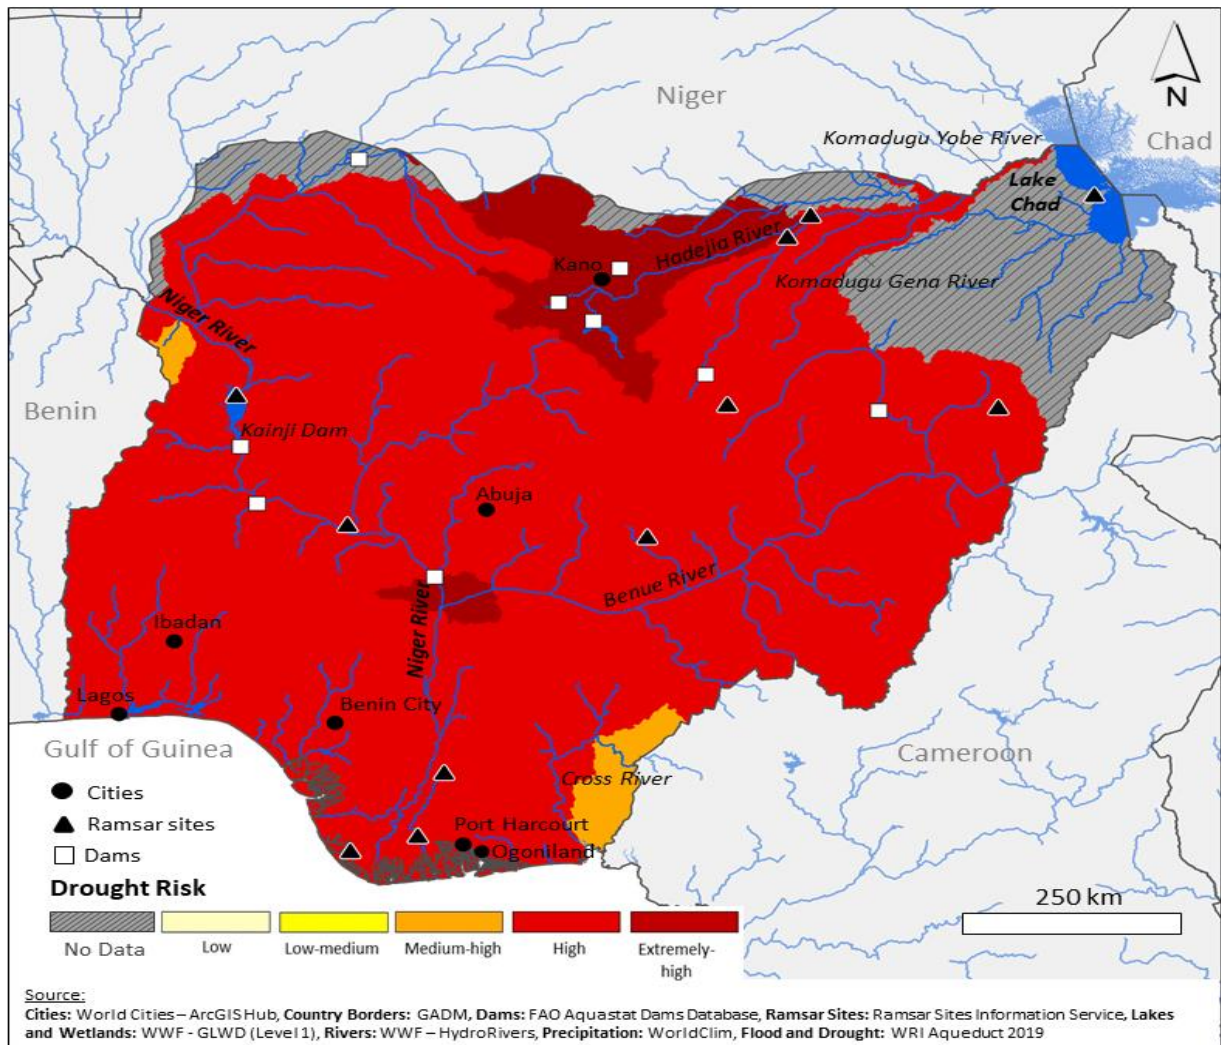 Niger
N
Komadugu Yobe River
Chad
Lake
Chad
Hadejia River
Kano
Komadugu Gena River
Niger River
Benin
Kainji Dam
Abuja
Benue River
Niger River
Ibadan
Lagos
Benin City
Gulf of Guinea
Cameroon
Cross River
Cities
Ramsar sites
Port Harcourt
Dams
Ogoniland
Drought Risk
250 km
No Data
Low
Low-medium
Medium-high
High
Extremely-
high
Source:
Cities: World Cities – ArcGIS Hub, Country Borders: GADM, Dams: FAO Aquastat Dams Database, Ramsar Sites: Ramsar Sites Information Service, Lakes
and Wetlands: WWF - GLWD (Level 1), Rivers: WWF – HydroRivers, Precipitation: WorldClim, Flood and Drought: WRI Aqueduct 2019